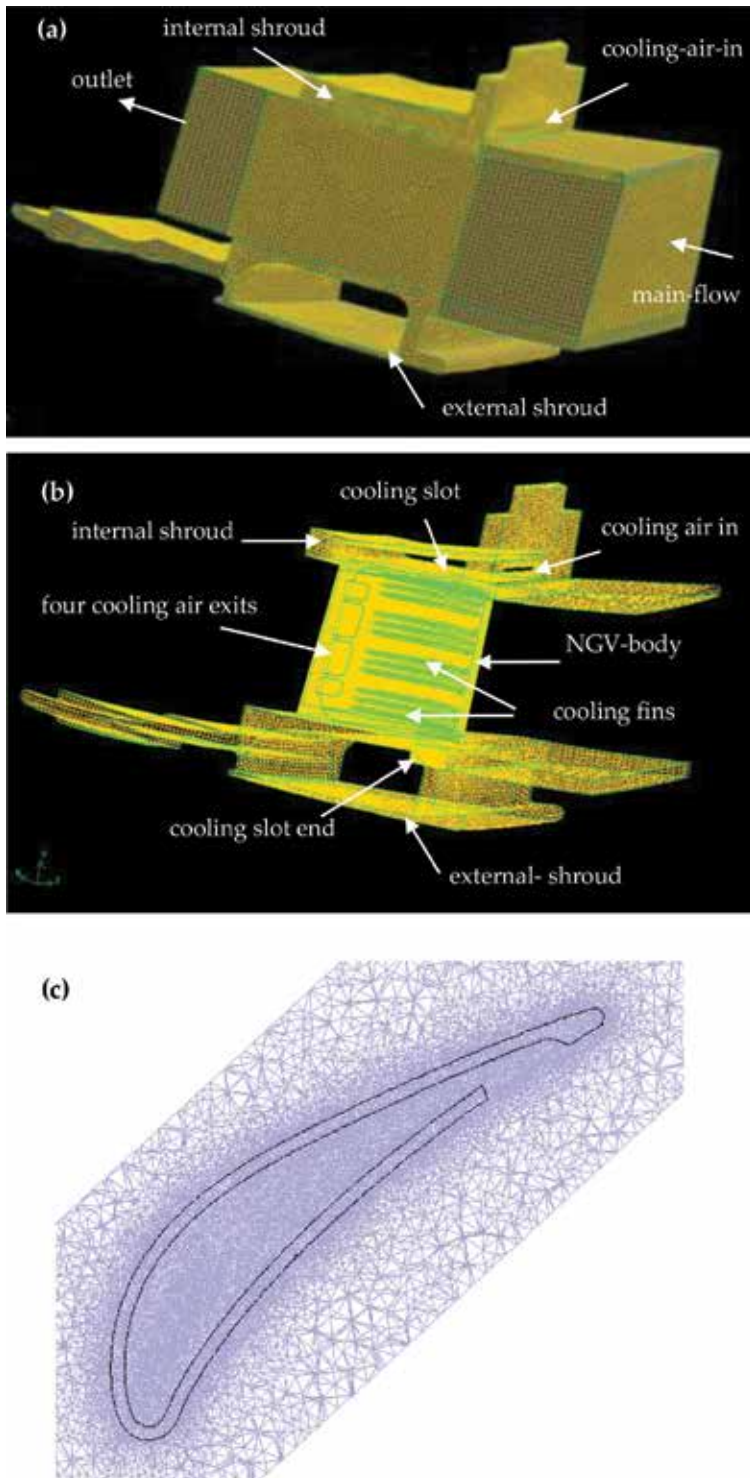 (a)
internal shroud
cooling-air-in
outlet
main-flow
external shroud
(b)
cooling slot
internal shroud
cooling air in
four cooling air exits
NGV-body
cooling fins
cooling slot end
external- shroud
(c)